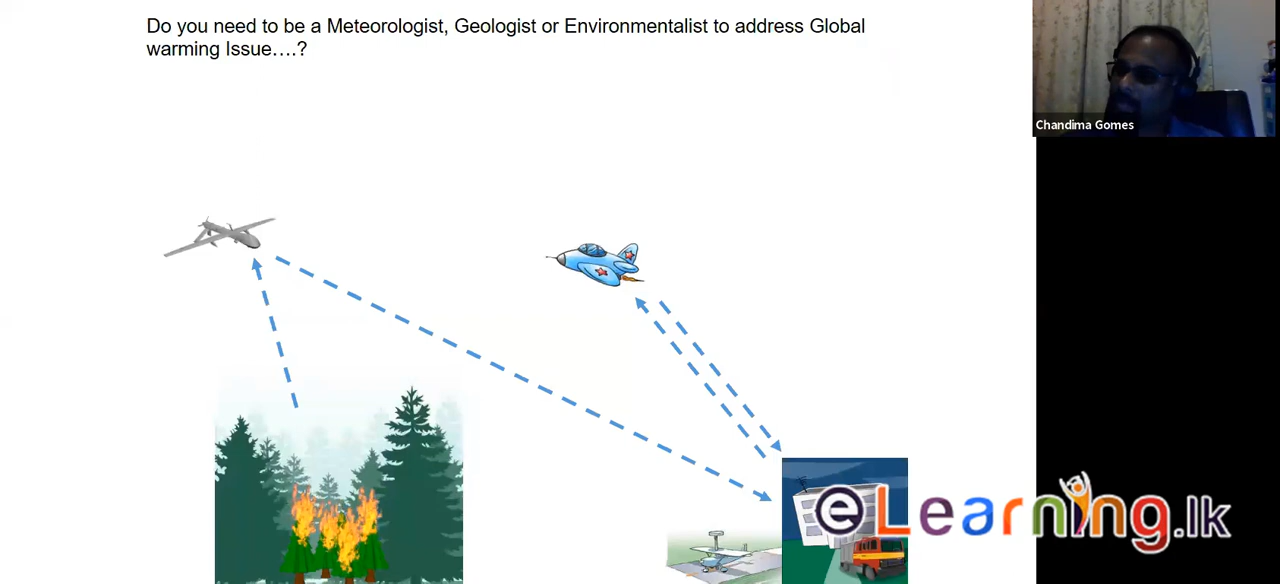 Do you need to be a Meteorologist, Geologist or Environmentalist to address Global
warming Issue....?
Chandima Gomes
eLearning.lk